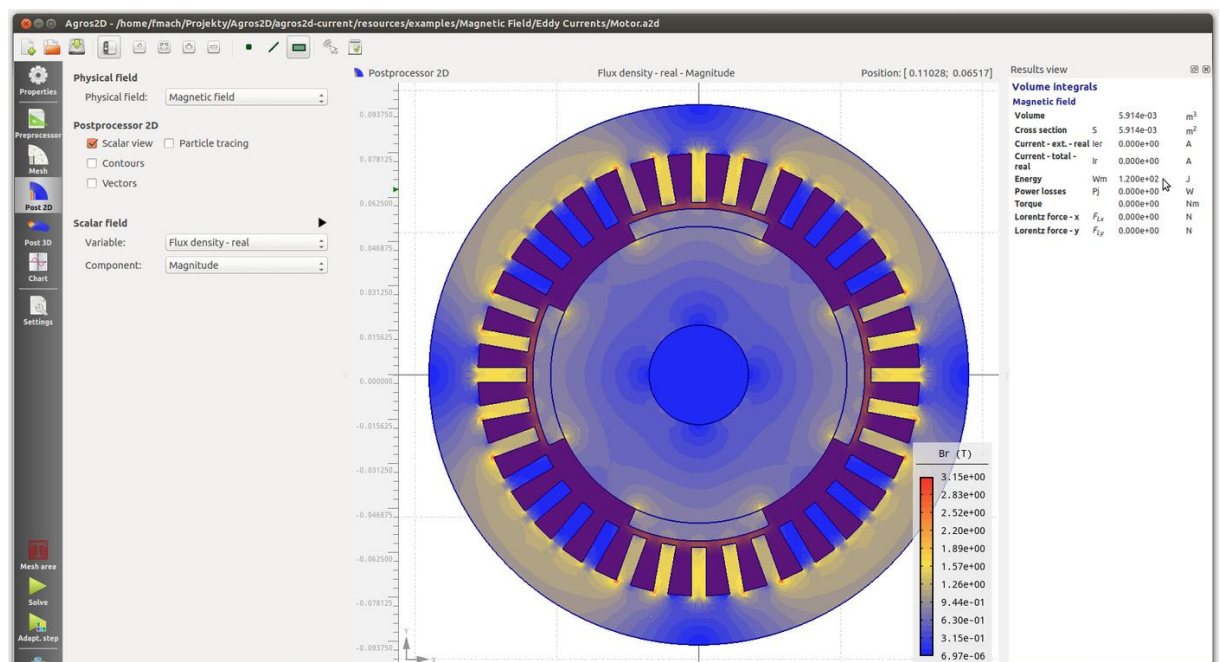 Agros2D - /home/fmach/Projekty/Agros2D/agros2d-current/resources/examples/Magnetic Field/Eddy Currents/Motor.a2d
Properties
Preprocessor
Mesh
Post 2D
Post 3D
Chart
Settings
Mesh area
Solve
Adapt. step
Physical field
Physical field: Magnetic field
Postprocessor 2D
Scalar view Particle tracing
Contours
Vectors
Scalar field
Variable: Flux density - real
Component: Magnitude
Postprocessor 2D Flux density - real - Magnitude Position: [ 0.11028; 0.06517]
0.093750
0.078125
0.062500
0.046875
0.031250
0.015625
0.000000
-0.015625
-0.031250
-0.046875
-0.062500
-0.078125
-0.093750
Y
x
Br (T)
3.15e+00
2.83e+00
2.52e+00
2.20e+00
1.89e+00
1.57e+00
1.26e+00
9.44e-01
6.30e-01
3.15e-01
6.97e-06
Results view
Volume integrals
Magnetic field
Volume 5.914e-03 m³
Cross section S 5.914e-03 m²
Current - ext. - real Ier 0.000e+00 A
Current - total -
real Ir 0.000e+00 A
Energy Wm 1.200e+02 J
Power losses Pj 0.000e+00 W
Torque 0.000e+00 Nm
Lorentz force - x FLx 0.000e+00 N
Lorentz force - y FLy 0.000e+00 N